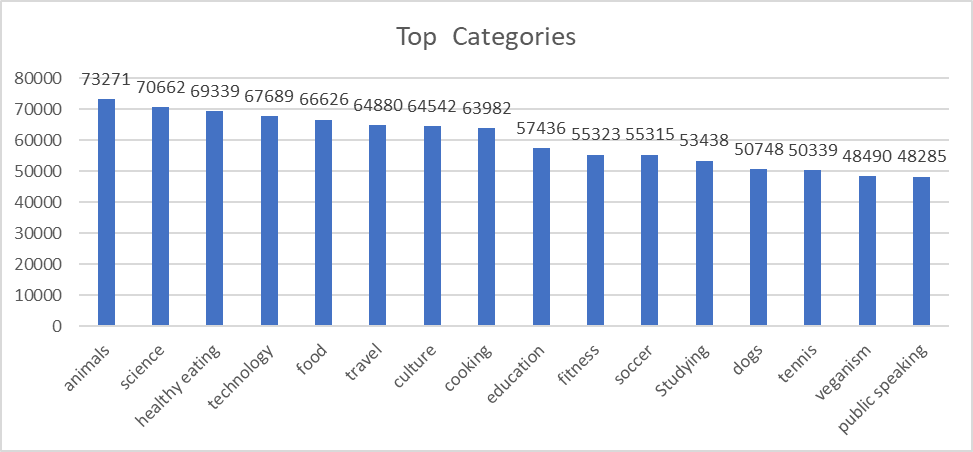 Top Categories
80000
70000
60000
50000
40000
30000
20000
10000
0
73271
70662
69339
67689
66626
64880
64542
63982
57436
55323
55315
53438
50748
50339
48490
48285
animals
science
healthy eating
technology
food
travel
culture
cooking
education
fitness
soccer
Studying
dogs
tennis
veganism
public speaking